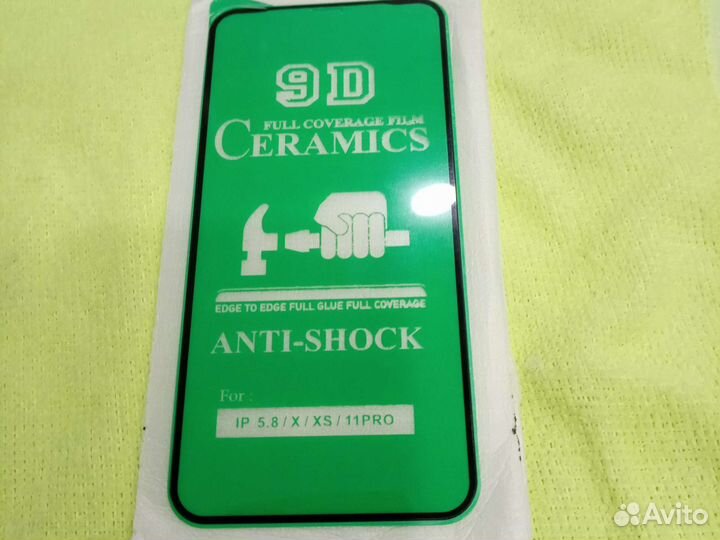 9D
FULL COVERAGE FILM
CERAMICS
EDGE TO EDGE FULL GLUE FULL COVERAGE
ANTI-SHOCK
For :
IP 5.8 / X / XS / 11PRO
Avito